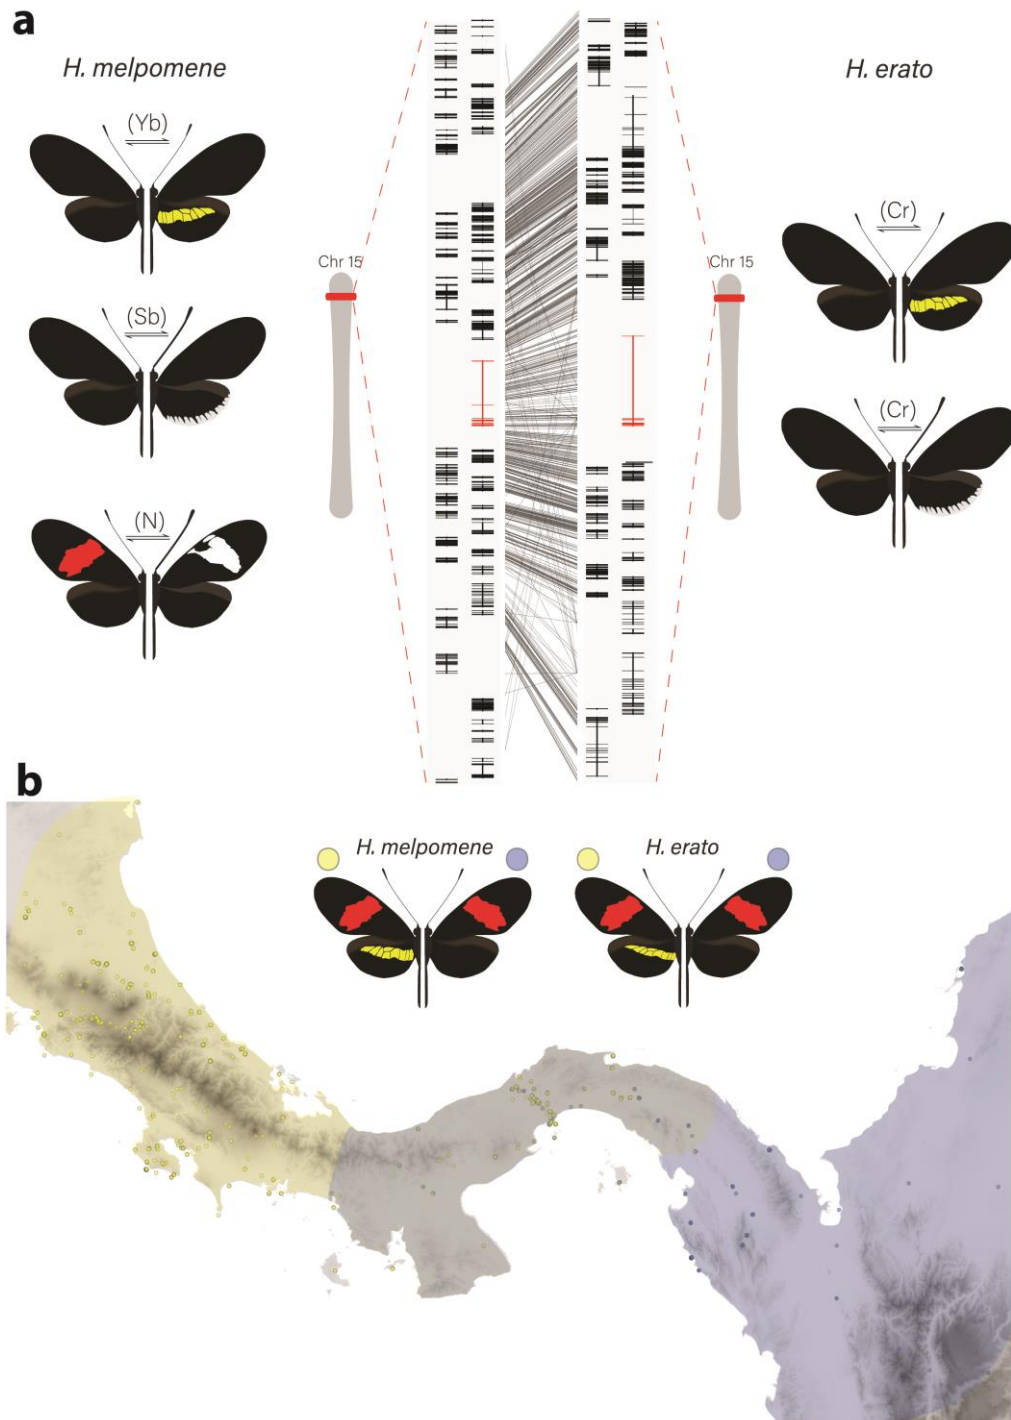 a
H. melpomene
H. erato
(Yb)
(Cr)
Chr 15
Chr 15
(Sb)
(Cr)
(N)
b
H. melpomene
H. erato